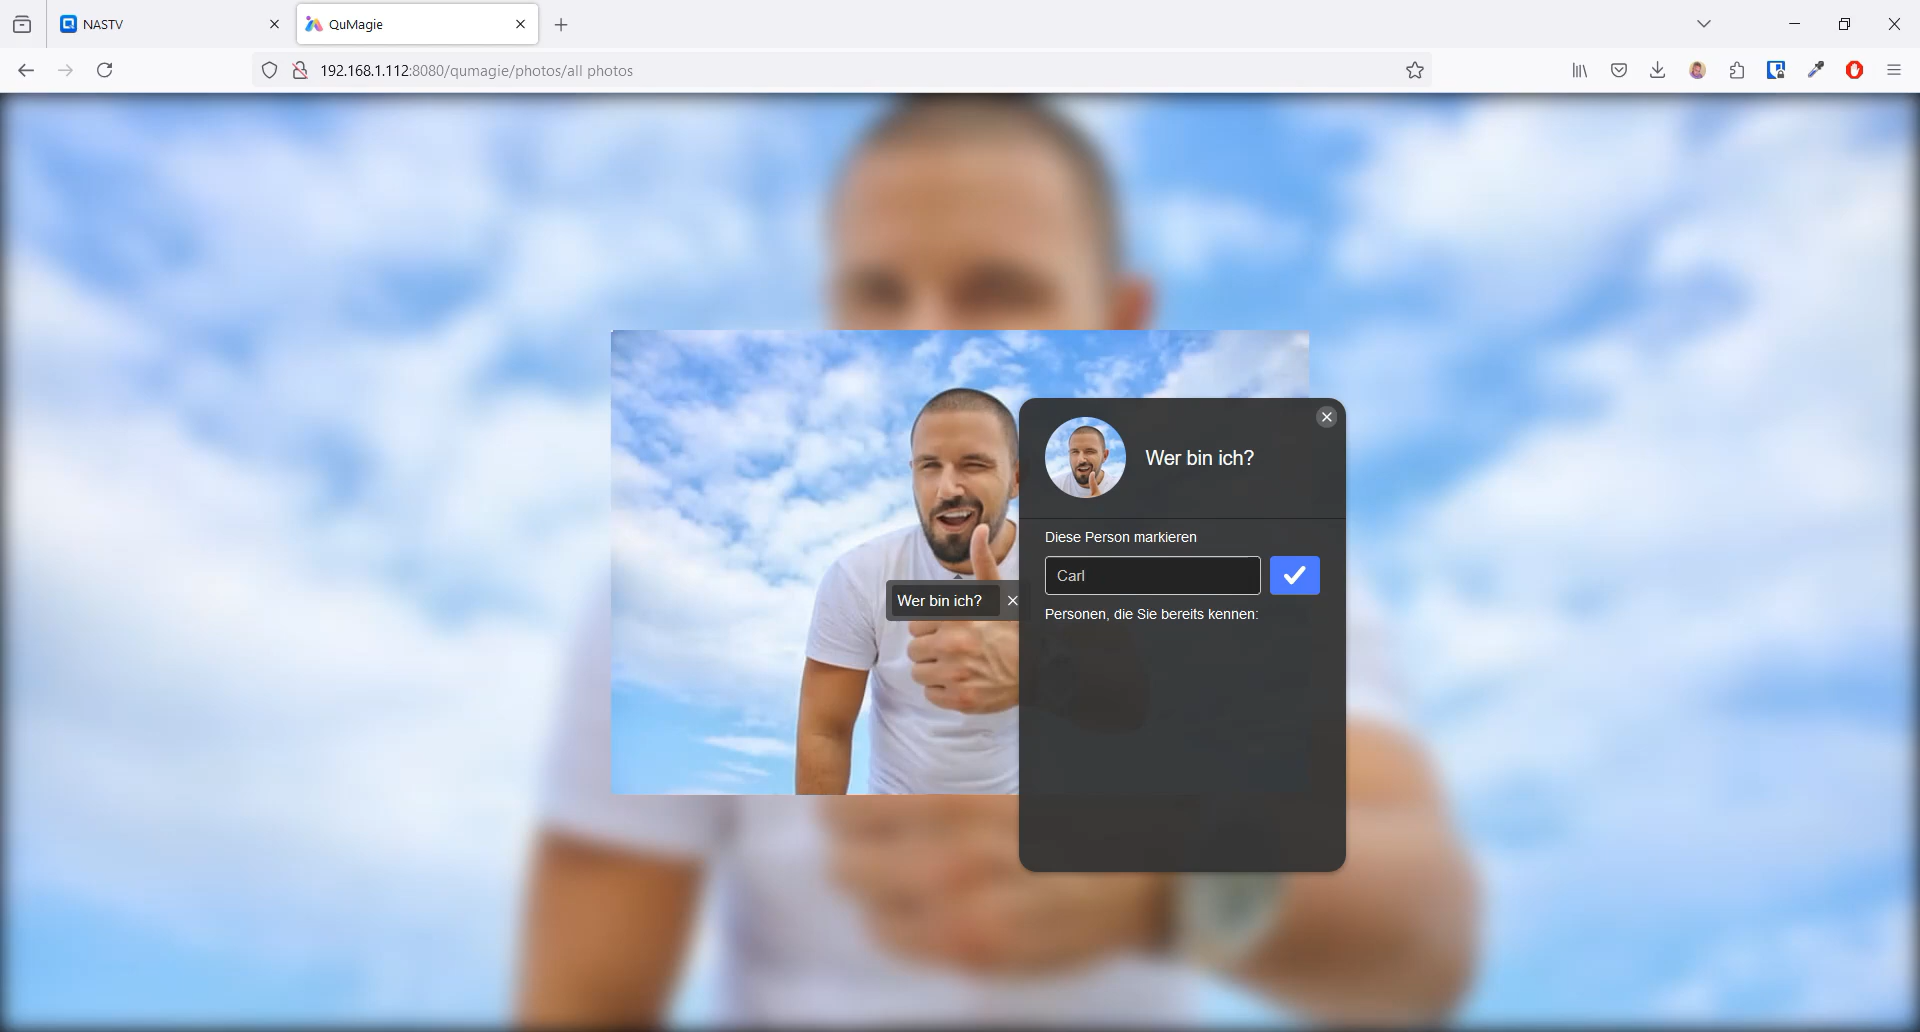 NASTV
QuMagie
192.168.1.112:8080/qumagie/photos/all photos
Wer bin ich?
Diese Person markieren
Carl
Personen, die Sie bereits kennen:
Wer bin ich?